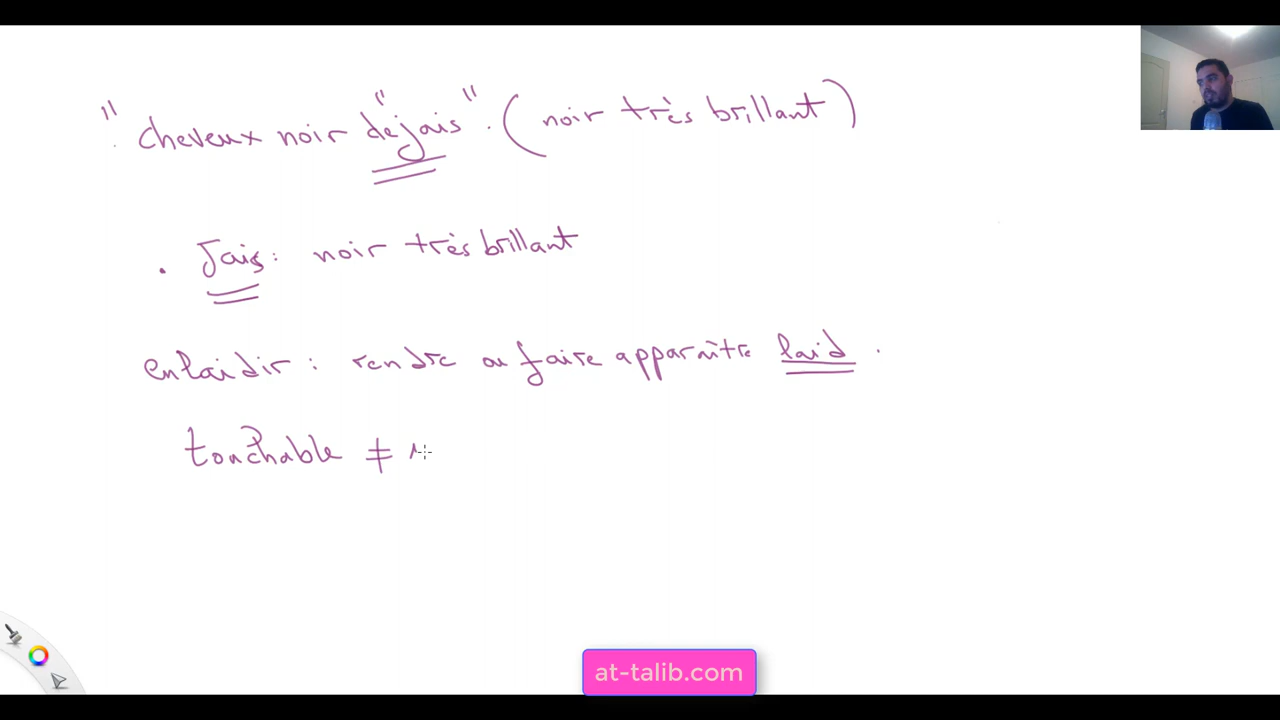 "cheveux noir "de jais". (noir très brillant)
. Jais: noir très brillant
enlaidir : rendre ou faire apparaître laid.
touchable ≠
at-talib.com